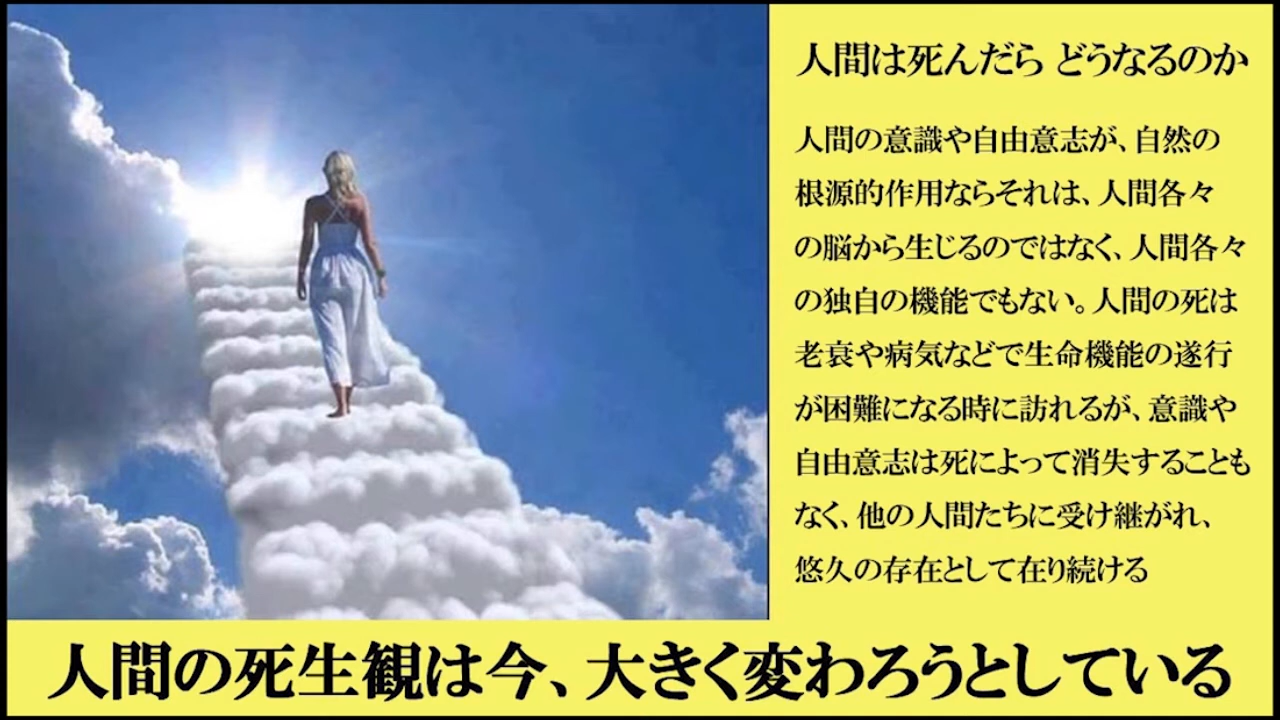 人間は死んだら どうなるのか
人間の意識や自由意志が、自然の
根源的作用ならそれは、人間各々
の脳から生じるのではなく、人間各々
の独自の機能でもない。人間の死は
老衰や病気などで生命機能の遂行
が困難になる時に訪れるが、意識や
自由意志は死によって消失することも
なく、他の人間たちに受け継がれ、
悠久の存在として在り続ける
人間の死生観は今、大きく変わろうとしている